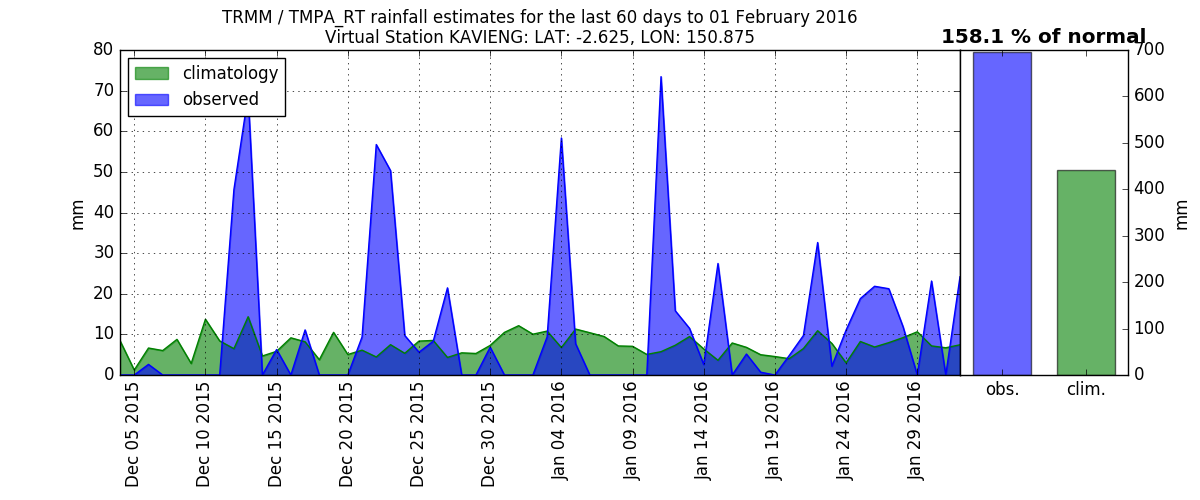 TRMM / TMPA_RT rainfall estimates for the last 60 days to 01 February 2016
Virtual Station KAVIENG: LAT: -2.625, LON: 150.875
158.1 % of normal
climatology
observed
80
70
60
50
40
30
20
10
0
mm
Dec 05 2015
Dec 10 2015
Dec 15 2015
Dec 20 2015
Dec 25 2015
Dec 30 2015
Jan 04 2016
Jan 09 2016
Jan 14 2016
Jan 19 2016
Jan 24 2016
Jan 29 2016
obs.
clim.
700
600
500
400
300
200
100
0
mm